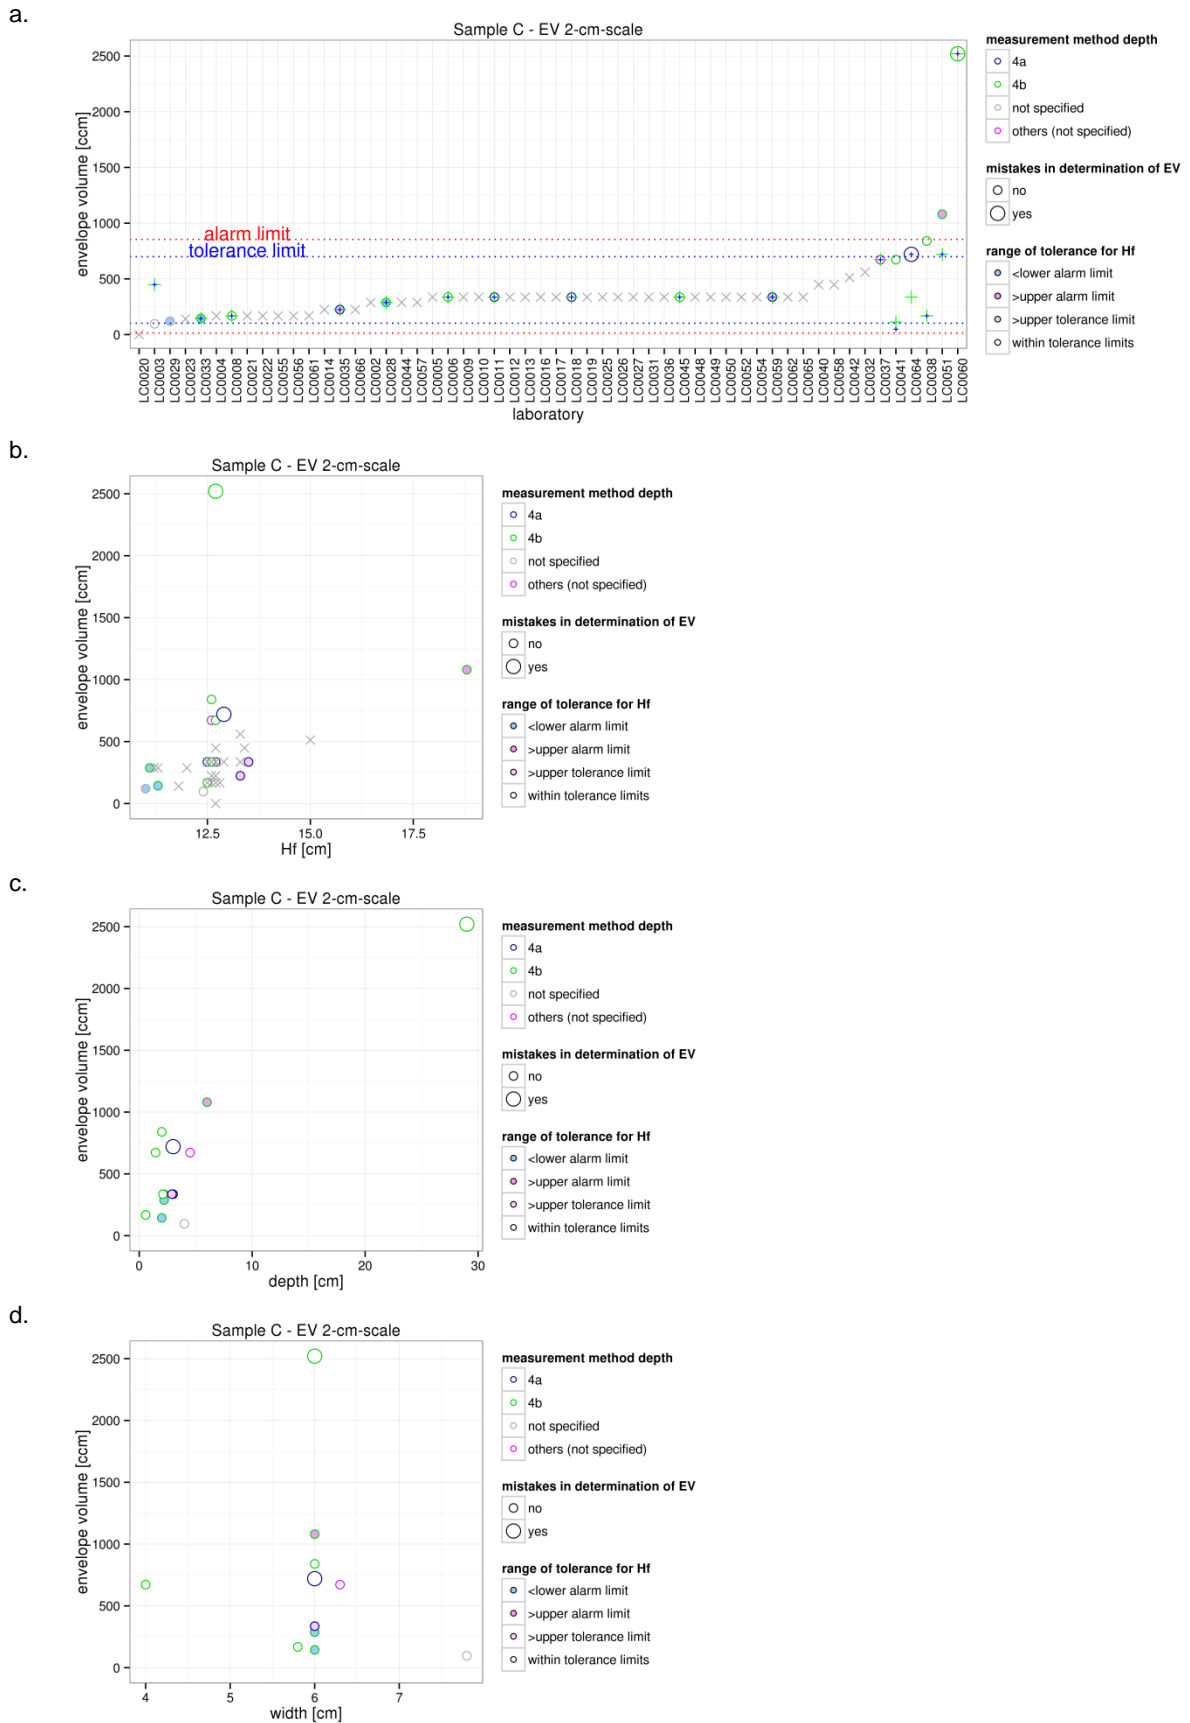 a.
Sample C - EV 2-cm-scale
envelope volume [ccm]
2500
2000
1500
1000
500
0
alarm limit
tolerance limit
LC0020
LC0003
LC0029
LC0023
LC0033
LC0004
LC0008
LC0021
LC0022
LC0055
LC0056
LC0061
LC0014
LC0035
LC0066
LC0002
LC0028
LC0044
LC0057
LC0005
LC0006
LC0009
LC0010
LC0011
LC0012
LC0013
LC0016
LC0017
LC0018
LC0019
LC0025
LC0026
LC0027
LC0031
LC0036
LC0045
LC0048
LC0049
LC0050
LC0052
LC0054
LC0059
LC0062
LC0065
LC0040
LC0058
LC0042
LC0032
LC0037
LC0041
LC0064
LC0038
LC0051
LC0060
laboratory
measurement method depth
4a
4b
not specified
others (not specified)
mistakes in determination of EV
no
yes
range of tolerance for Hf
<lower alarm limit
>upper alarm limit
>upper tolerance limit
within tolerance limits
b.
Sample C - EV 2-cm-scale
envelope volume [ccm]
2500
2000
1500
1000
500
0
12.5 15.0 17.5
Hf [cm]
measurement method depth
4a
4b
not specified
others (not specified)
mistakes in determination of EV
no
yes
range of tolerance for Hf
<lower alarm limit
>upper alarm limit
>upper tolerance limit
within tolerance limits
c.
Sample C - EV 2-cm-scale
envelope volume [ccm]
2500
2000
1500
1000
500
0
0 10 20 30
depth [cm]
measurement method depth
4a
4b
not specified
others (not specified)
mistakes in determination of EV
no
yes
range of tolerance for Hf
<lower alarm limit
>upper alarm limit
>upper tolerance limit
within tolerance limits
d.
Sample C - EV 2-cm-scale
envelope volume [ccm]
2500
2000
1500
1000
500
0
4 5 6 7
width [cm]
measurement method depth
4a
4b
not specified
others (not specified)
mistakes in determination of EV
no
yes
range of tolerance for Hf
<lower alarm limit
>upper alarm limit
>upper tolerance limit
within tolerance limits